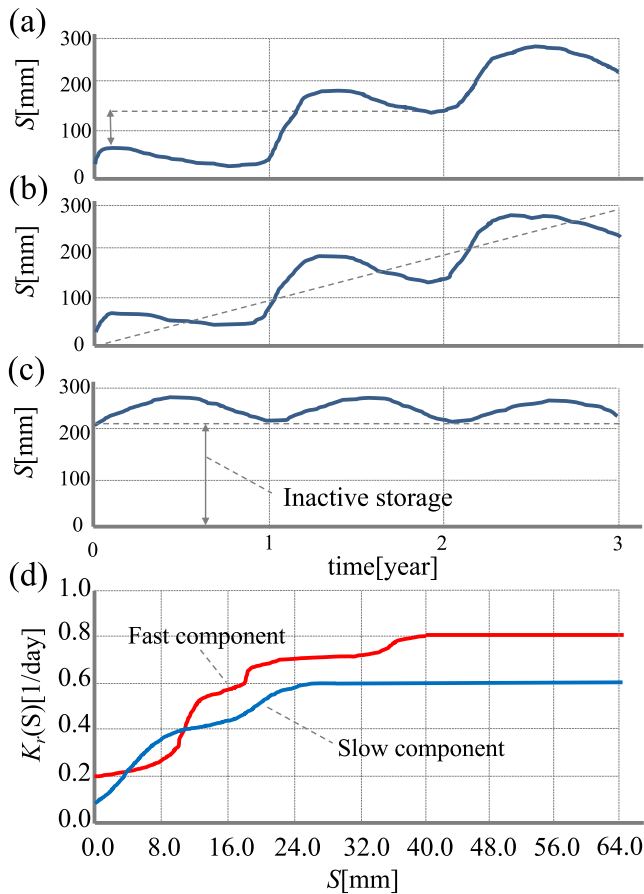 (a)
300
200
100
0
S[mm]
(b)
300
200
100
0
S[mm]
(c)
300
200
100
0
S[mm]
Inactive storage
0 1 2 3
time[year]
(d)
1.0
0.8
0.6
0.4
0.2
0.0
Kr(S)[1/day]
Fast component
Slow component
0.0 8.0 16.0 24.0 32.0 40.0 48.0 56.0 64.0
S[mm]